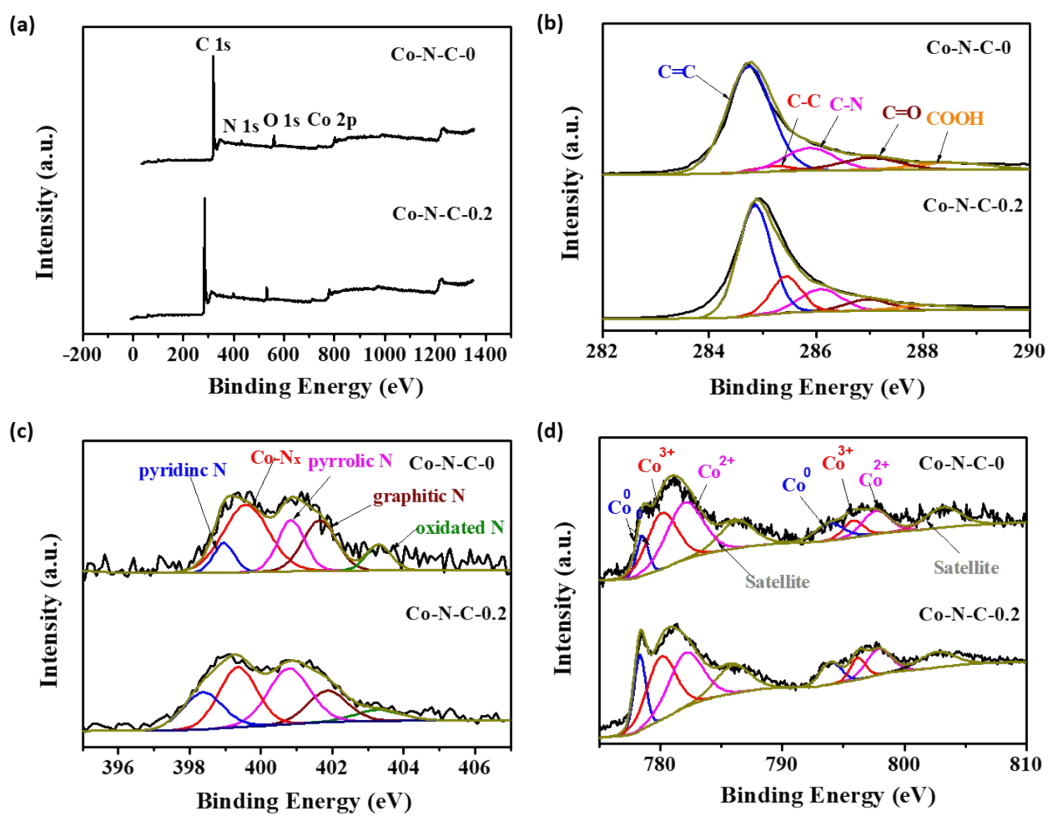 (a)
C 1s
Co-N-C-0
N 1s
O 1s
Co 2p
Co-N-C-0.2
Intensity (a.u.)
-200 0 200 400 600 800 1000 1200 1400
Binding Energy (eV)
(b)
Co-N-C-0
C=C
C-C
C-N
C=O
COOH
Co-N-C-0.2
Intensity (a.u.)
282 284 286 288 290
Binding Energy (eV)
(c)
Co-Nx
pyridinc N
pyrrolic N
Co-N-C-0
graphitic N
oxidated N
Co-N-C-0.2
Intensity (a.u.)
396 398 400 402 404 406
Binding Energy (eV)
(d)
Co3+
Co2+
Co0
Co0
Co3+
Co2+
Co-N-C-0
Satellite
Satellite
Co-N-C-0.2
Intensity (a.u.)
780 790 800 810
Binding Energy (eV)